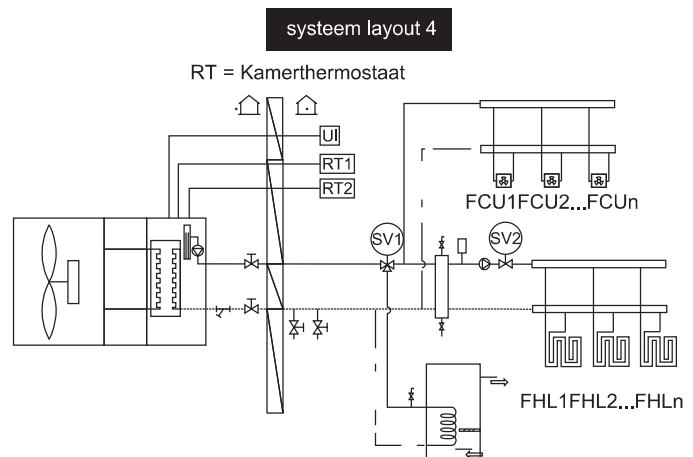 systeem layout 4
RT = Kamerthermostaat
UI
RT1
RT2
FCU1FCU2...FCUn
SV1
SV2
FHL1FHL2...FHLn